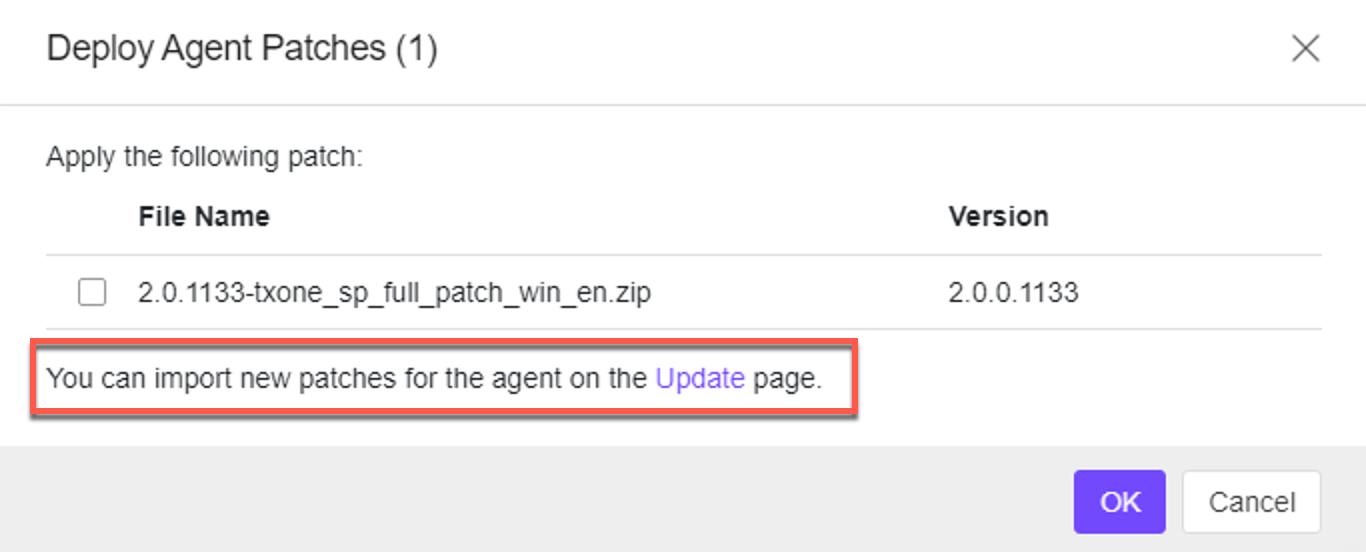 Deploy Agent Patches (1)
Apply the following patch:
File Name Version
2.0.1133-txone_sp_full_patch_win_en.zip 2.0.0.1133
You can import new patches for the agent on the Update page.
OK Cancel